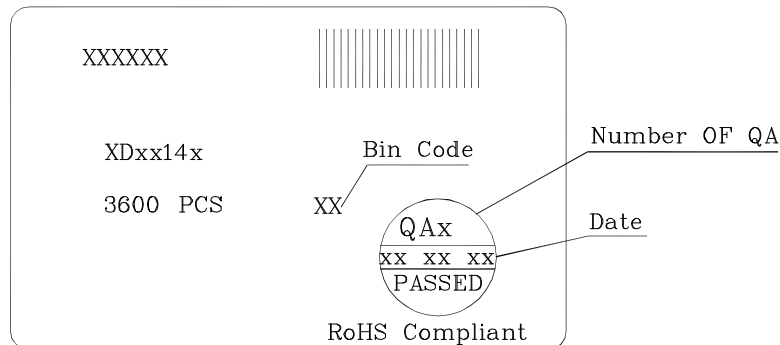 XXXXXX
XDxx14x
Bin Code
Number OF QA
3600 PCS
XX
QAx
Date
xx xx xx
PASSED
RoHS Compliant